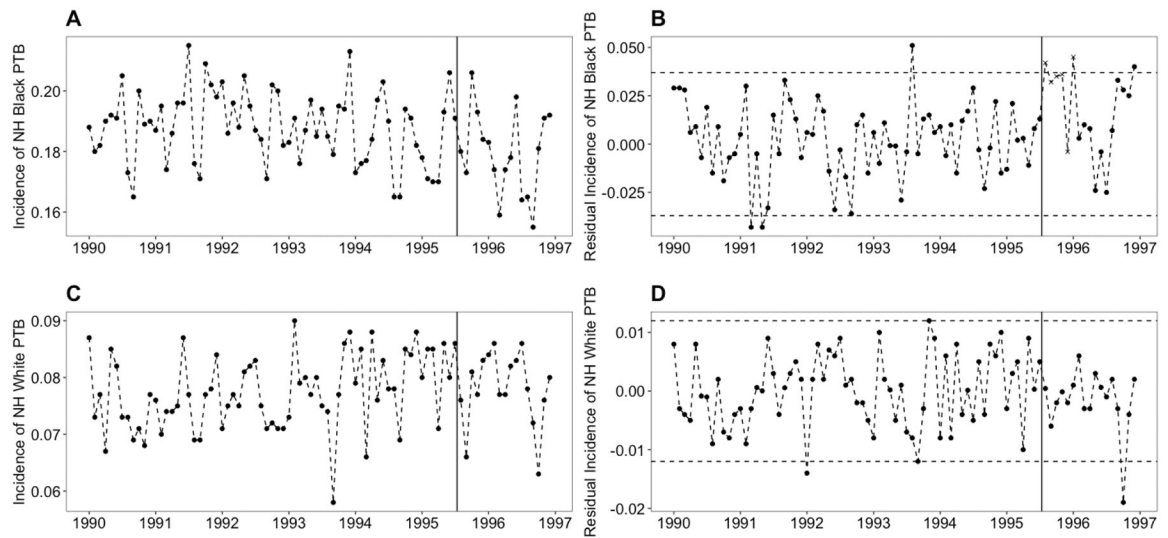 A
Incidence of NH Black PTB
0.20
0.18
0.16
1990 1991 1992 1993 1994 1995 1996 1997
B
Residual Incidence of NH Black PTB
0.050
0.025
0.000
-0.025
1990 1991 1992 1993 1994 1995 1996 1997
C
Incidence of NH White PTB
0.09
0.08
0.07
0.06
1990 1991 1992 1993 1994 1995 1996 1997
D
Residual Incidence of NH White PTB
0.01
0.00
-0.01
-0.02
1990 1991 1992 1993 1994 1995 1996 1997